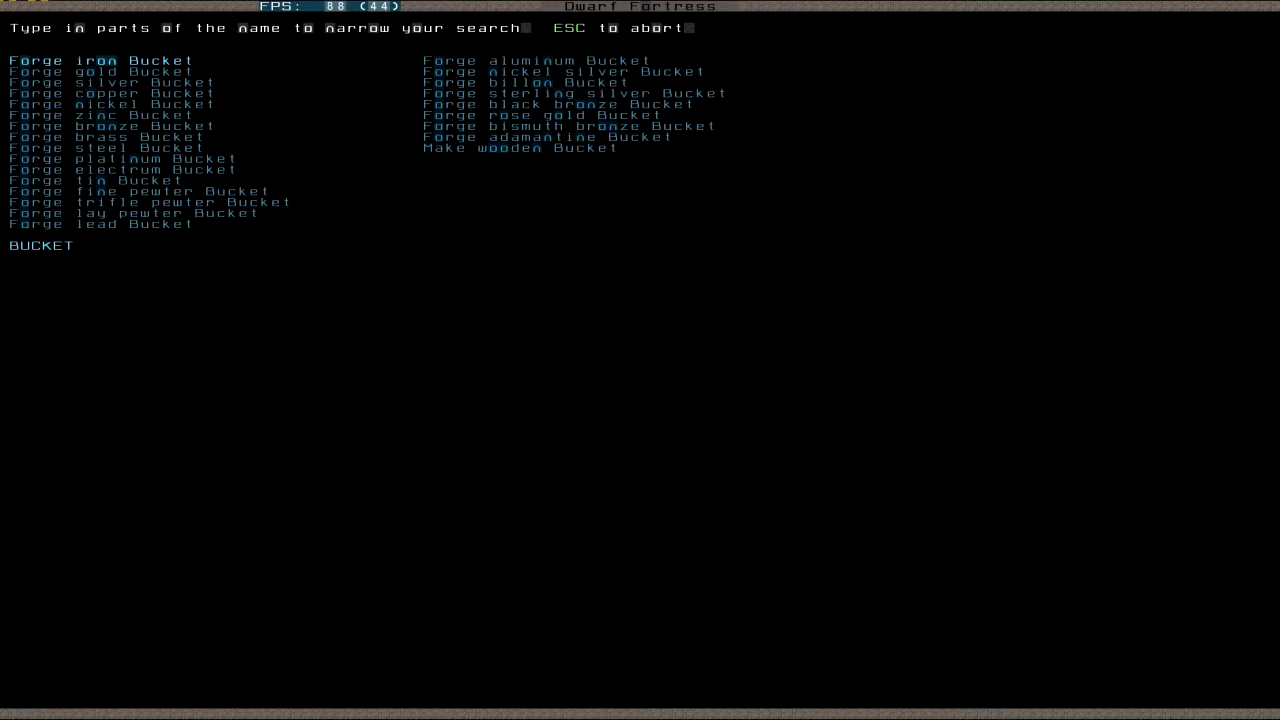 FPS: 88 (44) Dwarf Fortress
Type in parts of the name to narrow your search. ESC to abort.
Forge iron Bucket
Forge gold Bucket
Forge silver Bucket
Forge copper Bucket
Forge nickel Bucket
Forge zinc Bucket
Forge bronze Bucket
Forge brass Bucket
Forge steel Bucket
Forge platinum Bucket
Forge electrum Bucket
Forge tin Bucket
Forge fine pewter Bucket
Forge trifle pewter Bucket
Forge lay pewter Bucket
Forge lead Bucket
Forge aluminum Bucket
Forge nickel silver Bucket
Forge billon Bucket
Forge sterling silver Bucket
Forge black bronze Bucket
Forge rose gold Bucket
Forge bismuth bronze Bucket
Forge adamantine Bucket
Make wooden Bucket
BUCKET